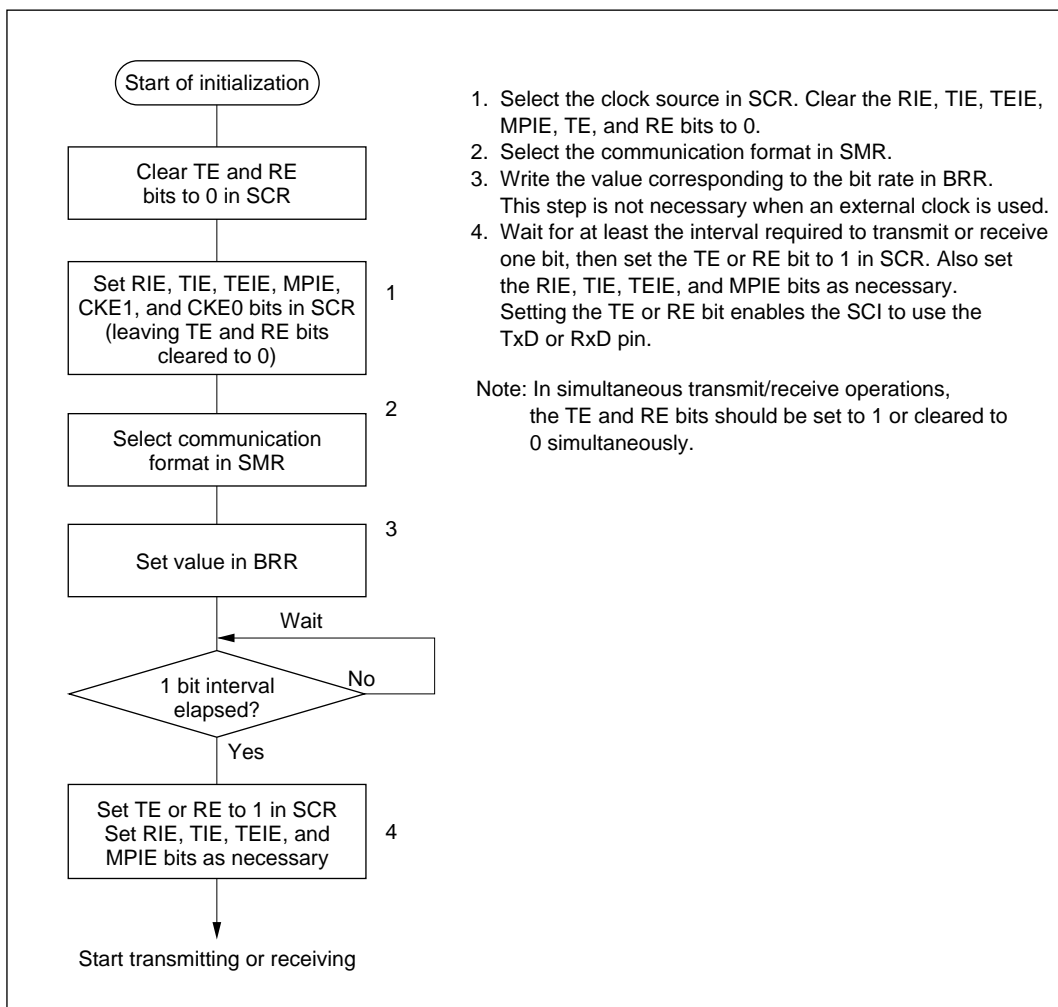 Start of initialization
Clear TE and RE
bits to 0 in SCR
Set RIE, TIE, TEIE, MPIE,
CKE1, and CKE0 bits in SCR
(leaving TE and RE bits
cleared to 0)
1
2
Select communication
format in SMR
3
Set value in BRR
Wait
No
1 bit interval
elapsed?
Yes
Set TE or RE to 1 in SCR
Set RIE, TIE, TEIE, and
MPIE bits as necessary
4
Start transmitting or receiving
1. Select the clock source in SCR. Clear the RIE, TIE, TEIE,
MPIE, TE, and RE bits to 0.
2. Select the communication format in SMR.
3. Write the value corresponding to the bit rate in BRR.
This step is not necessary when an external clock is used.
4. Wait for at least the interval required to transmit or receive
one bit, then set the TE or RE bit to 1 in SCR. Also set
the RIE, TIE, TEIE, and MPIE bits as necessary.
Setting the TE or RE bit enables the SCI to use the
TxD or RxD pin.
Note: In simultaneous transmit/receive operations,
the TE and RE bits should be set to 1 or cleared to
0 simultaneously.